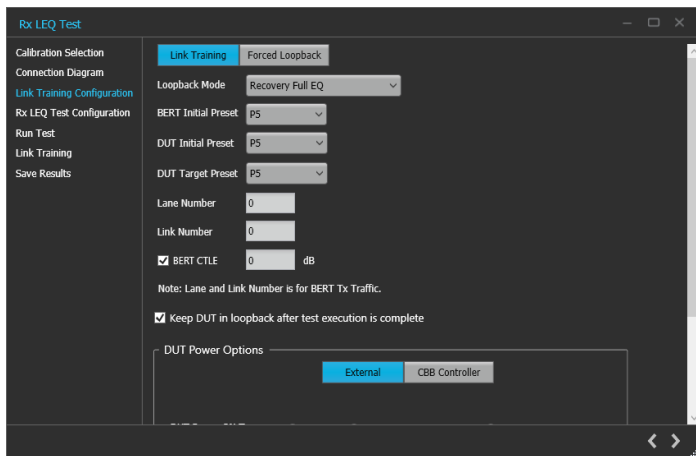 Rx LEQ Test
Calibration Selection
Connection Diagram
Link Training Configuration
Rx LEQ Test Configuration
Run Test
Link Training
Save Results
Link Training Forced Loopback
Loopback Mode Recovery Full EQ
BERT Initial Preset P5
DUT Initial Preset P5
DUT Target Preset P5
Lane Number 0
Link Number 0
BERT CTLE 0 dB
Note: Lane and Link Number is for BERT Tx Traffic.
Keep DUT in loopback after test execution is complete
DUT Power Options
External CBB Controller